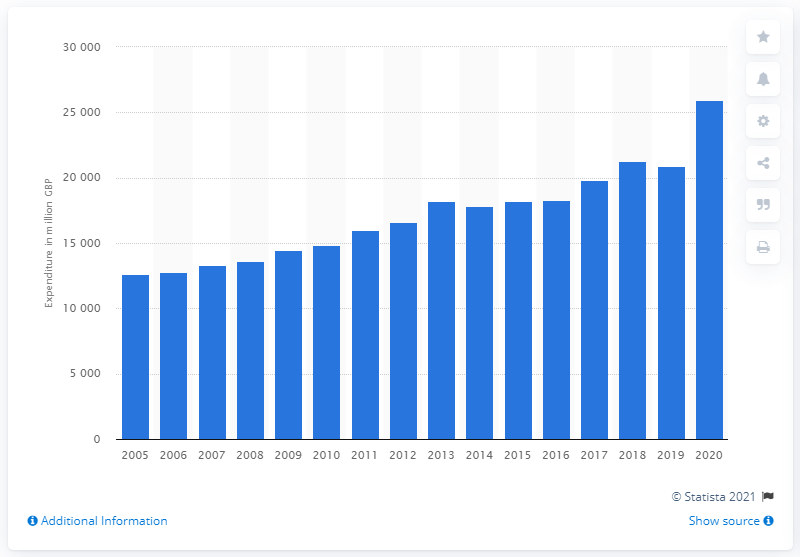 30 000
25 000
20 000
15 000
10 000
5 000
0
Expenditure in million GBP
2005 2006 2007 2008 2009 2010 2011 2012 2013 2014 2015 2016 2017 2018 2019 2020
© Statista 2021
Additional Information
Show source